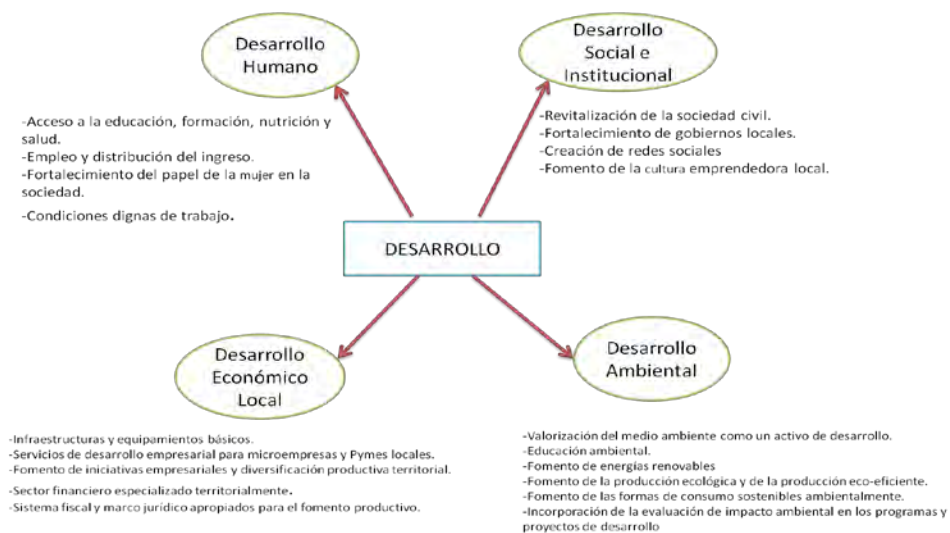 Desarrollo
Humano
Desarrollo
Social e
Institucional
-Acceso a la educación, formación, nutrición y
salud.
-Empleo y distribución del ingreso.
-Fortalecimiento del papel de la mujer en la
sociedad.
-Condiciones dignas de trabajo.
-Revitalización de la sociedad civil.
-Fortalecimiento de gobiernos locales.
-Creación de redes sociales
-Fomento de la cultura emprendedora local.
DESARROLLO
Desarrollo
Económico
Local
Desarrollo
Ambiental
-Infraestructuras y equipamientos básicos.
-Servicios de desarrollo empresarial para microempresas y Pymes locales.
-Fomento de iniciativas empresariales y diversificación productiva territorial.
-Sector financiero especializado territorialmente.
-Sistema fiscal y marco jurídico apropiados para el fomento productivo.
-Valorización del medio ambiente como un activo de desarrollo.
-Educación ambiental.
-Fomento de energías renovables
-Fomento de la producción ecológica y de la producción eco-eficiente.
-Fomento de las formas de consumo sostenibles ambientalmente.
-Incorporación de la evaluación de impacto ambiental en los programas y
proyectos de desarrollo